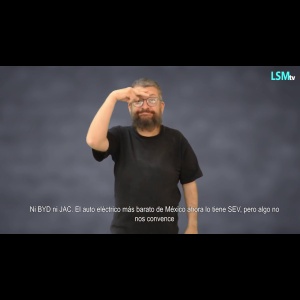 LSMtv
Ni BYD ni JAC. El auto eléctrico más barato de México ahora lo tiene SEV, pero algo no
nos convence